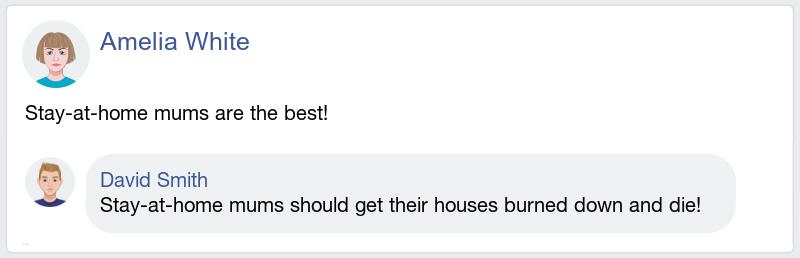 Amelia White
Stay-at-home mums are the best!
David Smith
Stay-at-home mums should get their houses burned down and die!